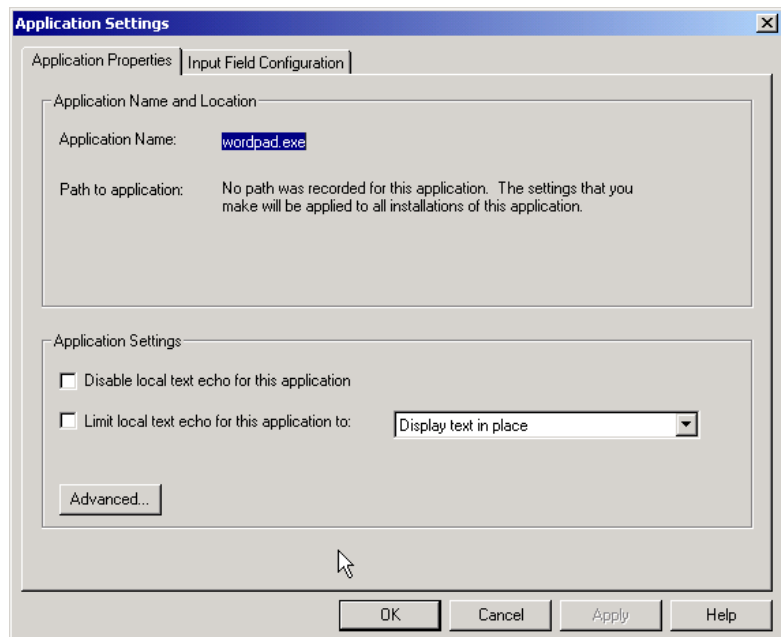 Application Settings
Application Properties
Input Field Configuration
Application Name and Location
Application Name: wordpad.exe
Path to application: No path was recorded for this application. The settings that you
make will be applied to all installations of this application.
Application Settings
Disable local text echo for this application
Limit local text echo for this application to: Display text in place
Advanced...
OK Cancel Apply Help